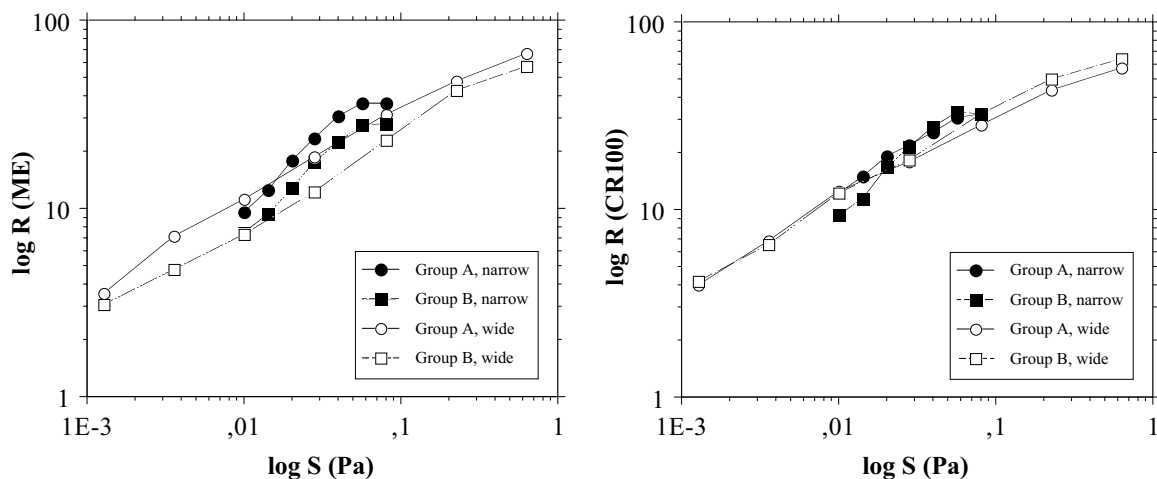 100
10
1
log R (ME)
1E-3 ,01 ,1 1
log S (Pa)
Group A, narrow
Group B, narrow
Group A, wide
Group B, wide
100
10
1
log R (CR100)
1E-3 ,01 ,1 1
log S (Pa)
Group A, narrow
Group B, narrow
Group A, wide
Group B, wide